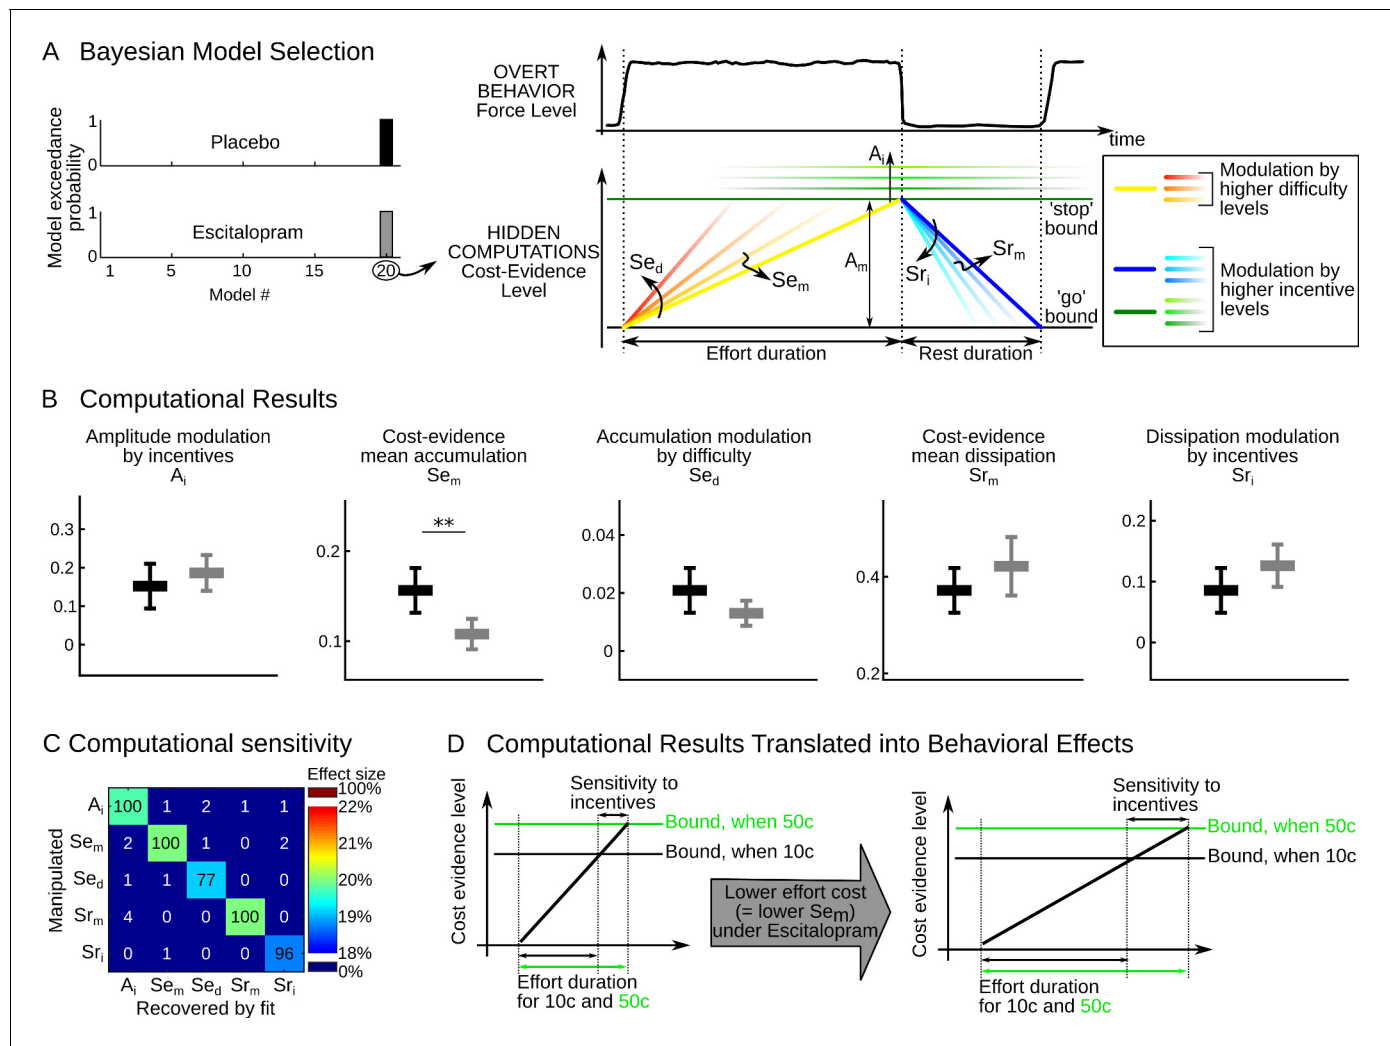 A Bayesian Model Selection
Model exceedance
probability
1
0
Placebo
1
0
Escitalopram
1 5 10 15 20
Model #
OVERT
BEHAVIOR
Force Level
time
HIDDEN
COMPUTATIONS
Cost-Evidence
Level
Ai
Am
Sed
Sem
Sri
Srm
'stop'
bound
'go'
bound
Effort duration
Rest duration
Modulation by
higher difficulty
levels
Modulation by
higher incentive
levels
B Computational Results
Amplitude modulation
by incentives
Ai
0.3
0.2
0.1
0
Cost-evidence
mean accumulation
Sem
0.2
0.1
**
Accumulation modulation
by difficulty
Sed
0.04
0.02
0
Cost-evidence
mean dissipation
Srm
0.4
0.2
Dissipation modulation
by incentives
Sri
0.2
0.1
0
C Computational sensitivity
Manipulated
Ai 100 1 2 1 1
Sem 2 100 1 0 2
Sed 1 1 77 0 0
Srm 4 0 0 100 0
Sri 0 1 0 0 96
Ai Sem Sed Srm Sri
Recovered by fit
Effect size
100%
22%
21%
20%
19%
18%
0%
D Computational Results Translated into Behavioral Effects
Cost evidence level
Sensitivity to
incentives
Bound, when 50c
Bound, when 10c
Effort duration
for 10c and 50c
Lower effort cost
(= lower Sem)
under Escitalopram
Cost evidence level
Sensitivity to
incentives
Bound, when 50c
Bound, when 10c
Effort duration
for 10c and 50c